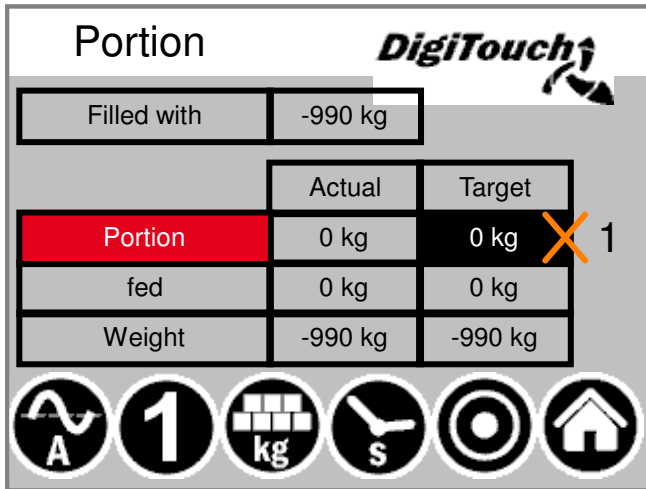 Portion
DigiTouch
Filled with -990 kg
Actual Target
Portion 0 kg 0 kg 1
fed 0 kg 0 kg
Weight -990 kg -990 kg
A 1 kg s